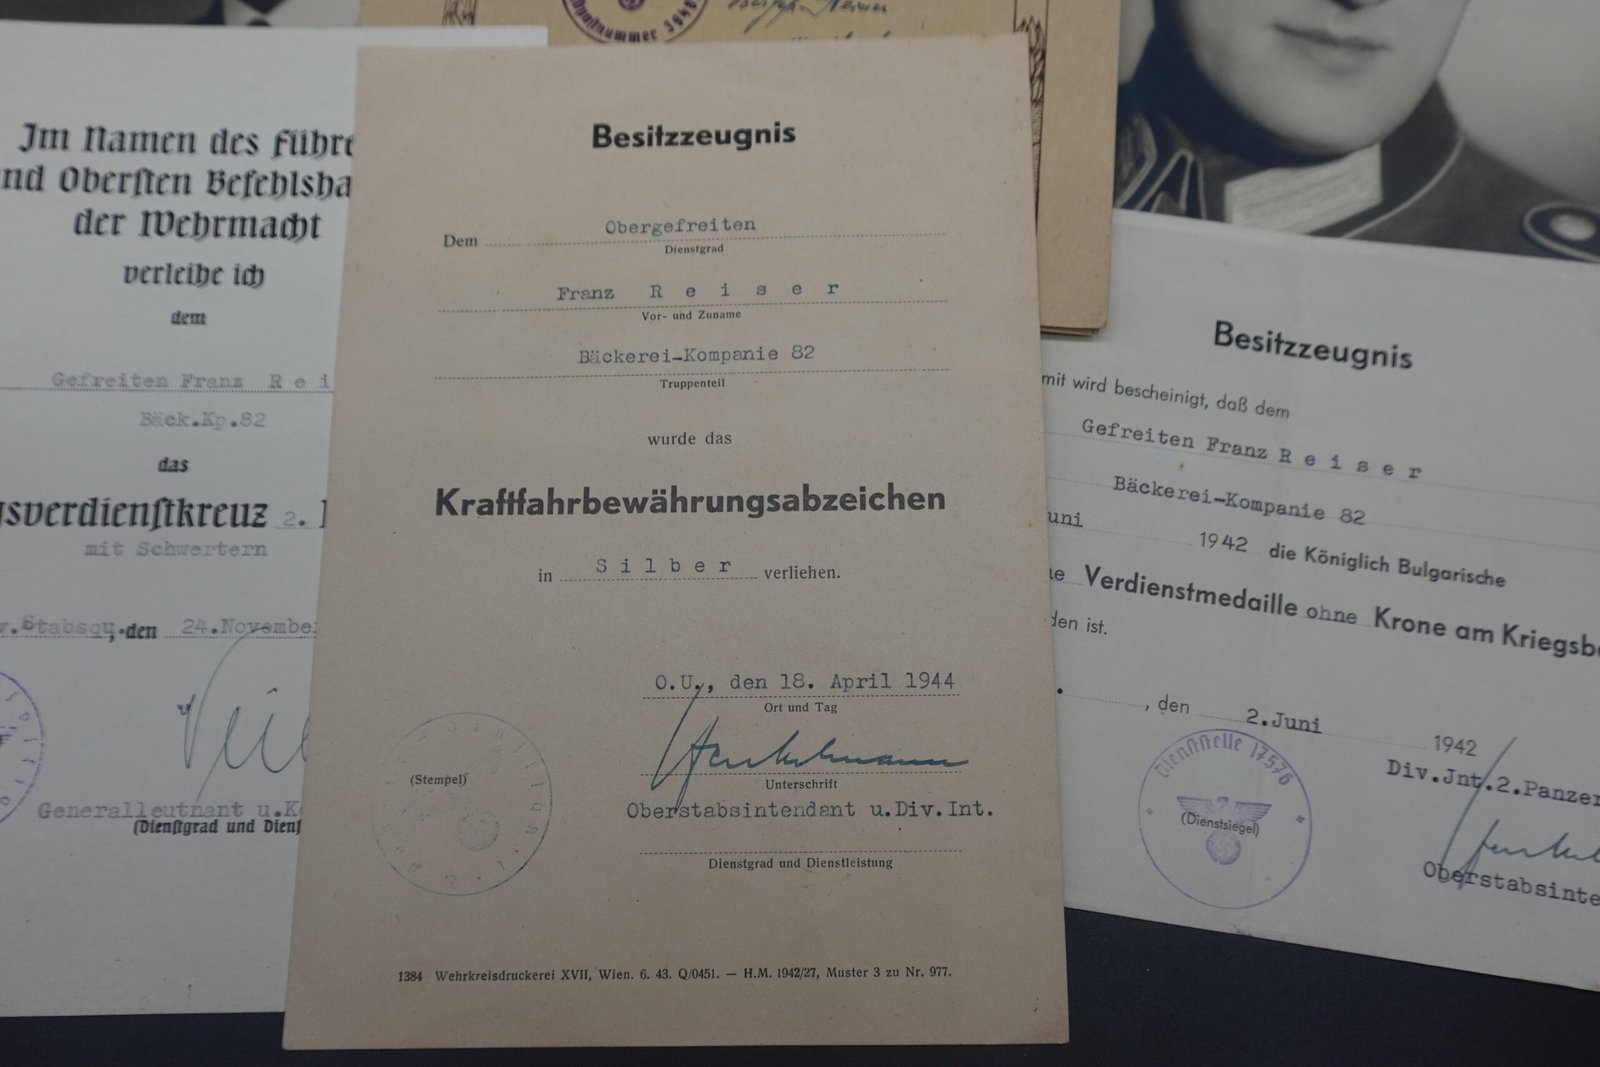 Im Namen des Führe
nd Obersten Befehlsha
der Wehrmacht
verleihe ich
dem
Gefreiten Franz R e i
Bäck.Kp.82
das
sverdienstkreuz 2.
mit Schwertern
den 24.Novembe
Generalleutnant u.K
(Dienstgrad und Diens
Besitzzeugnis
Dem Obergefreiten
Dienstgrad
Franz R e i s e r
Vor- und Zuname
Bäckerei-Kompanie 82
Truppenteil
wurde das
Kraftfahrbewährungsabzeichen
in S i l b e r verliehen.
O.U., den 18. April 1944
Ort und Tag
(Stempel)
Unterschrift
Oberstabsintendant u.Div.Int.
Dienstgrad und Dienstleistung
1384 Wehrkreisdruckerei XVII, Wien. 6. 43. Q/0451. — H.M. 1942/27, Muster 3 zu Nr. 977.
Besitzzeugnis
mit wird bescheinigt, daß dem
Gefreiten Franz R e i s e r
Bäckerei-Kompanie 82
uni 1942 die Königlich Bulgarische
e Verdienstmedaille ohne Krone am Kriegsb
den ist.
, den 2.Juni 1942
Dienststelle 17576
(Dienstsiegel)
Div.Jnt.2.Panzer
Oberstabsinte